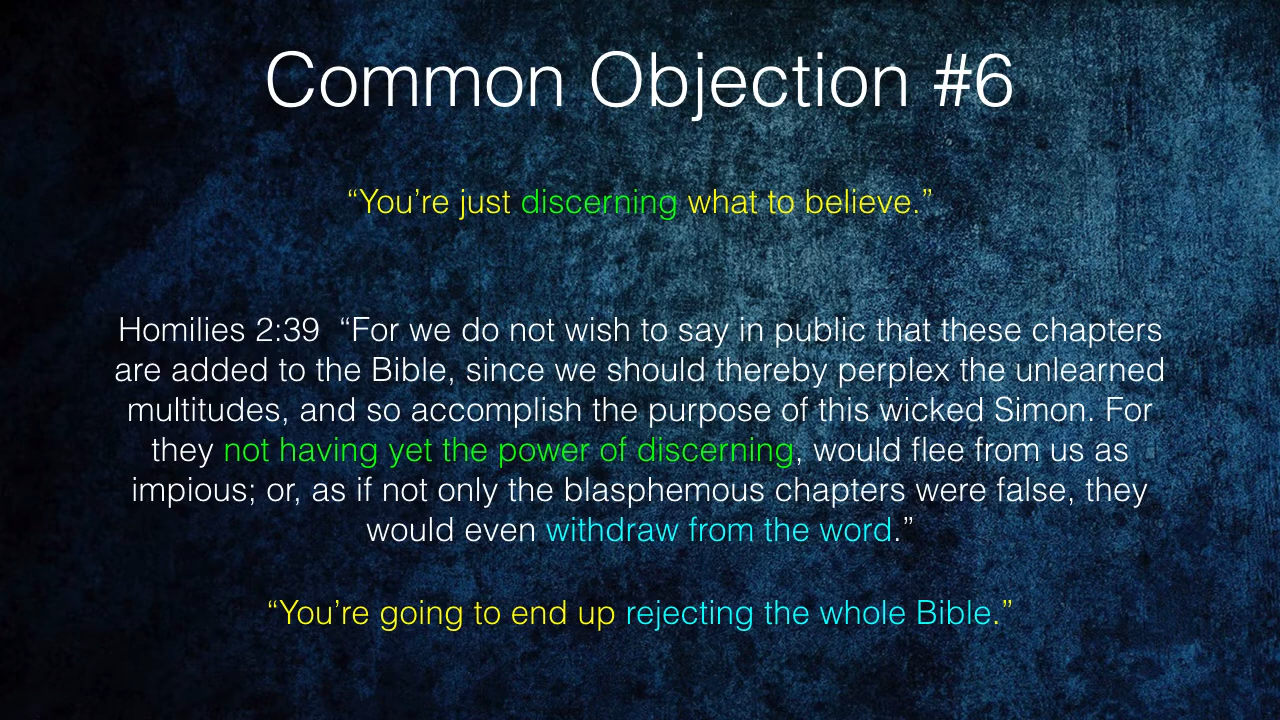 Common Objection #6
“You’re just discerning what to believe.”
Homilies 2:39  “For we do not wish to say in public that these chapters
are added to the Bible, since we should thereby perplex the unlearned
multitudes, and so accomplish the purpose of this wicked Simon. For
they not having yet the power of discerning, would flee from us as
impious; or, as if not only the blasphemous chapters were false, they
would even withdraw from the word.”
“You’re going to end up rejecting the whole Bible.”